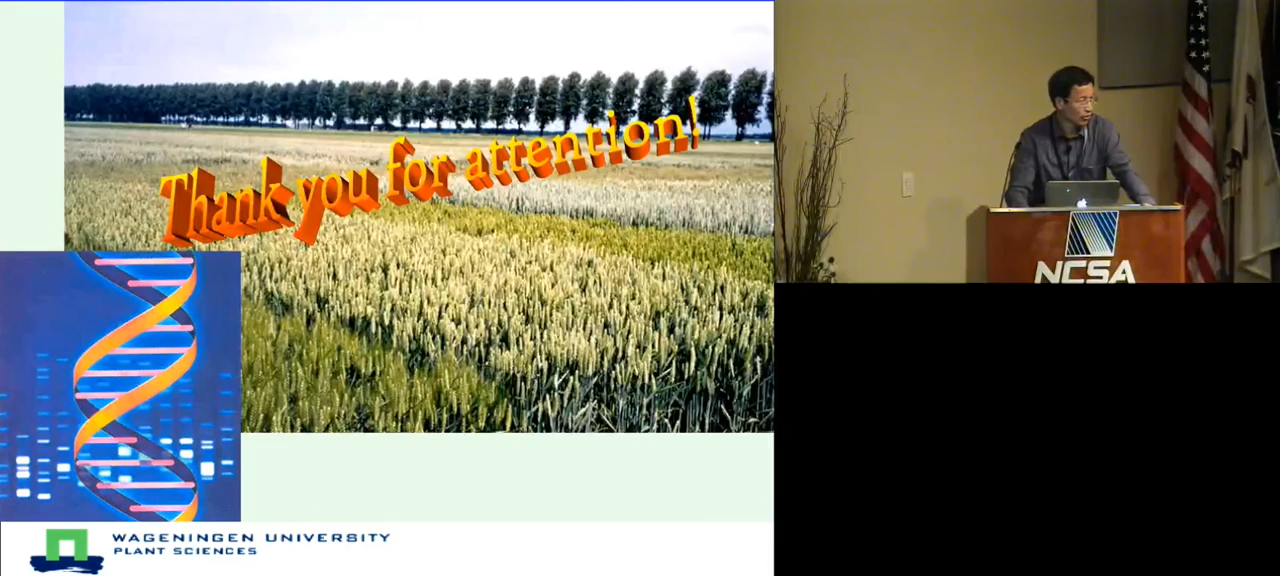 Thank you for attention!
WAGENINGEN UNIVERSITY
PLANT SCIENCES
NCSA